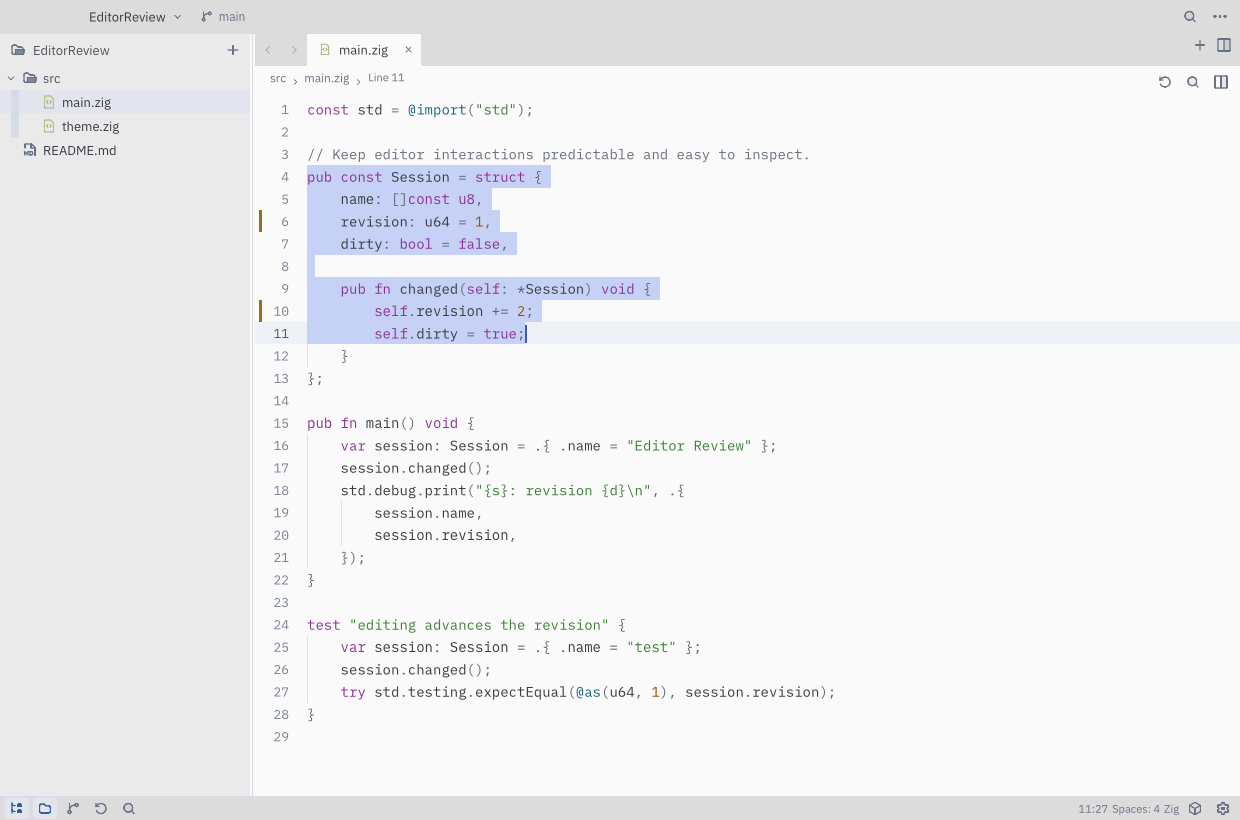 EditorReview main
EditorReview
src
main.zig
theme.zig
README.md
main.zig
src > main.zig > Line 11
1 const std = @import("std");
2
3 // Keep editor interactions predictable and easy to inspect.
4 pub const Session = struct {
5     name: []const u8,
6     revision: u64 = 1,
7     dirty: bool = false,
8
9     pub fn changed(self: *Session) void {
10         self.revision += 2;
11         self.dirty = true;
12     }
13 };
14
15 pub fn main() void {
16     var session: Session = .{ .name = "Editor Review" };
17     session.changed();
18     std.debug.print("{s}: revision {d}\n", .{
19         session.name,
20         session.revision,
21     });
22 }
23
24 test "editing advances the revision" {
25     var session: Session = .{ .name = "test" };
26     session.changed();
27     try std.testing.expectEqual(@as(u64, 1), session.revision);
28 }
29
11:27 Spaces: 4 Zig